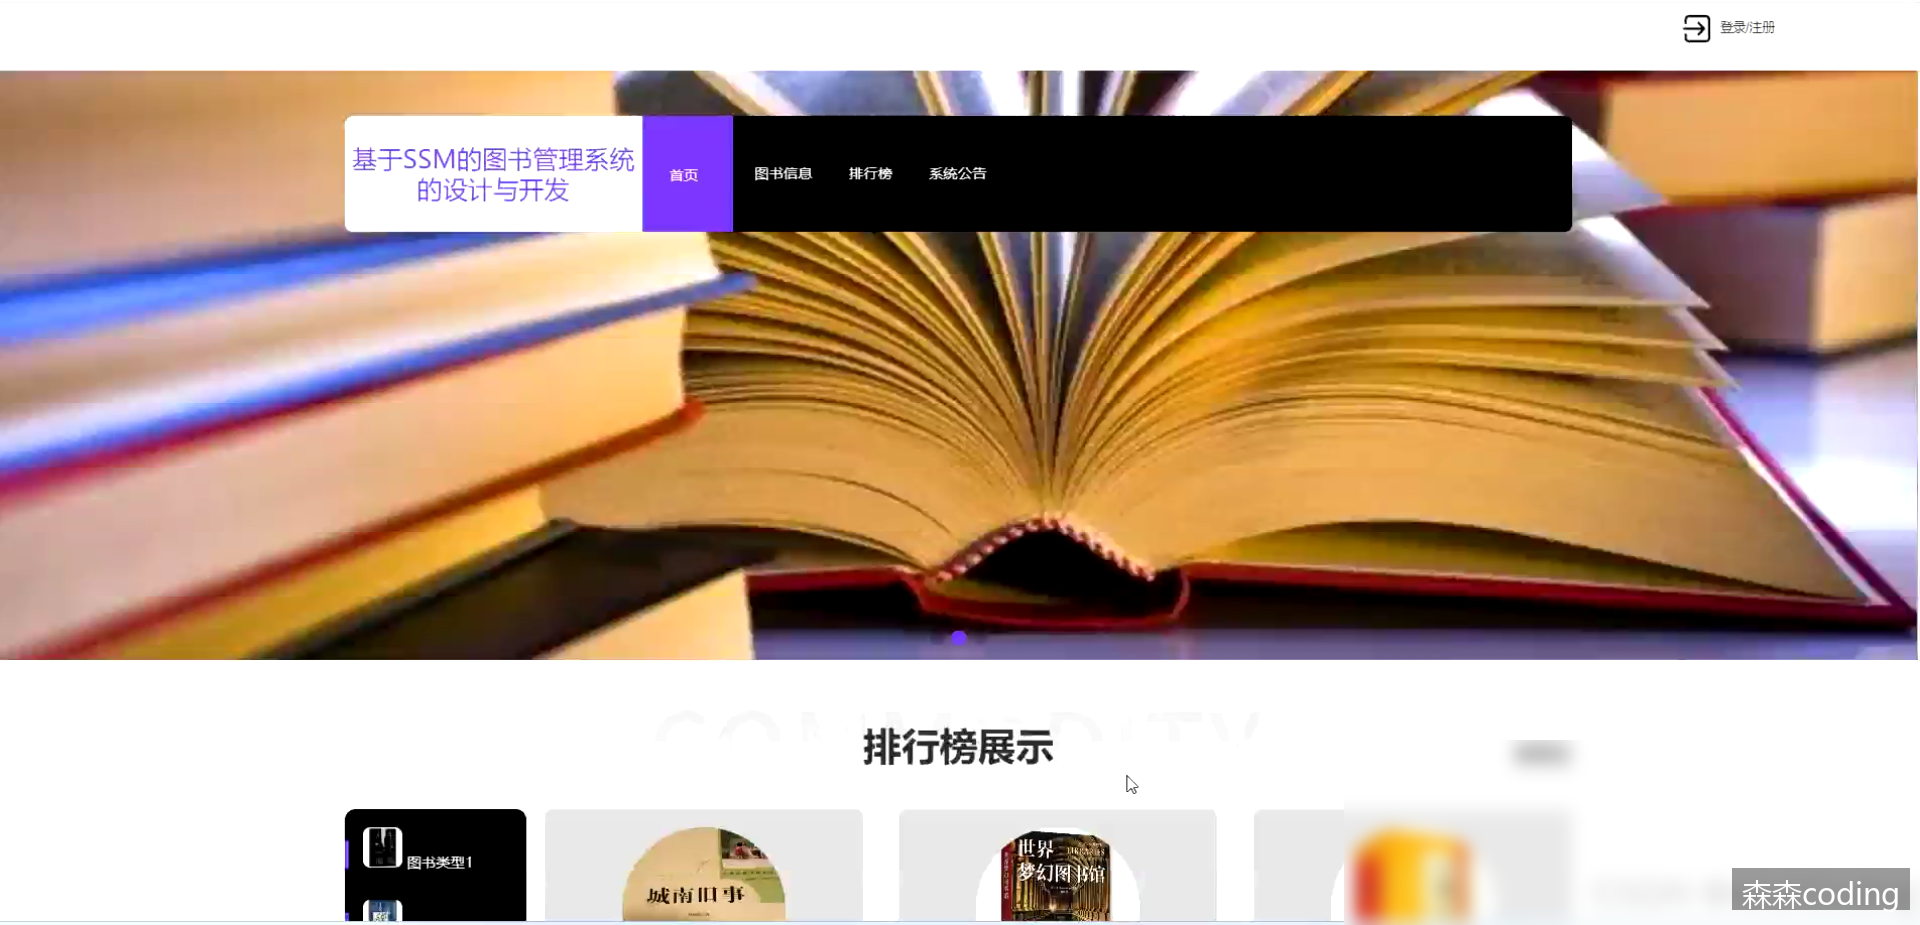 登录/注册
基于SSM的图书管理系统
的设计与开发
首页
图书信息
排行榜
系统公告
COMMODITY
排行榜展示
图书类型1
城南旧事
世界
梦幻图书馆
森森coding